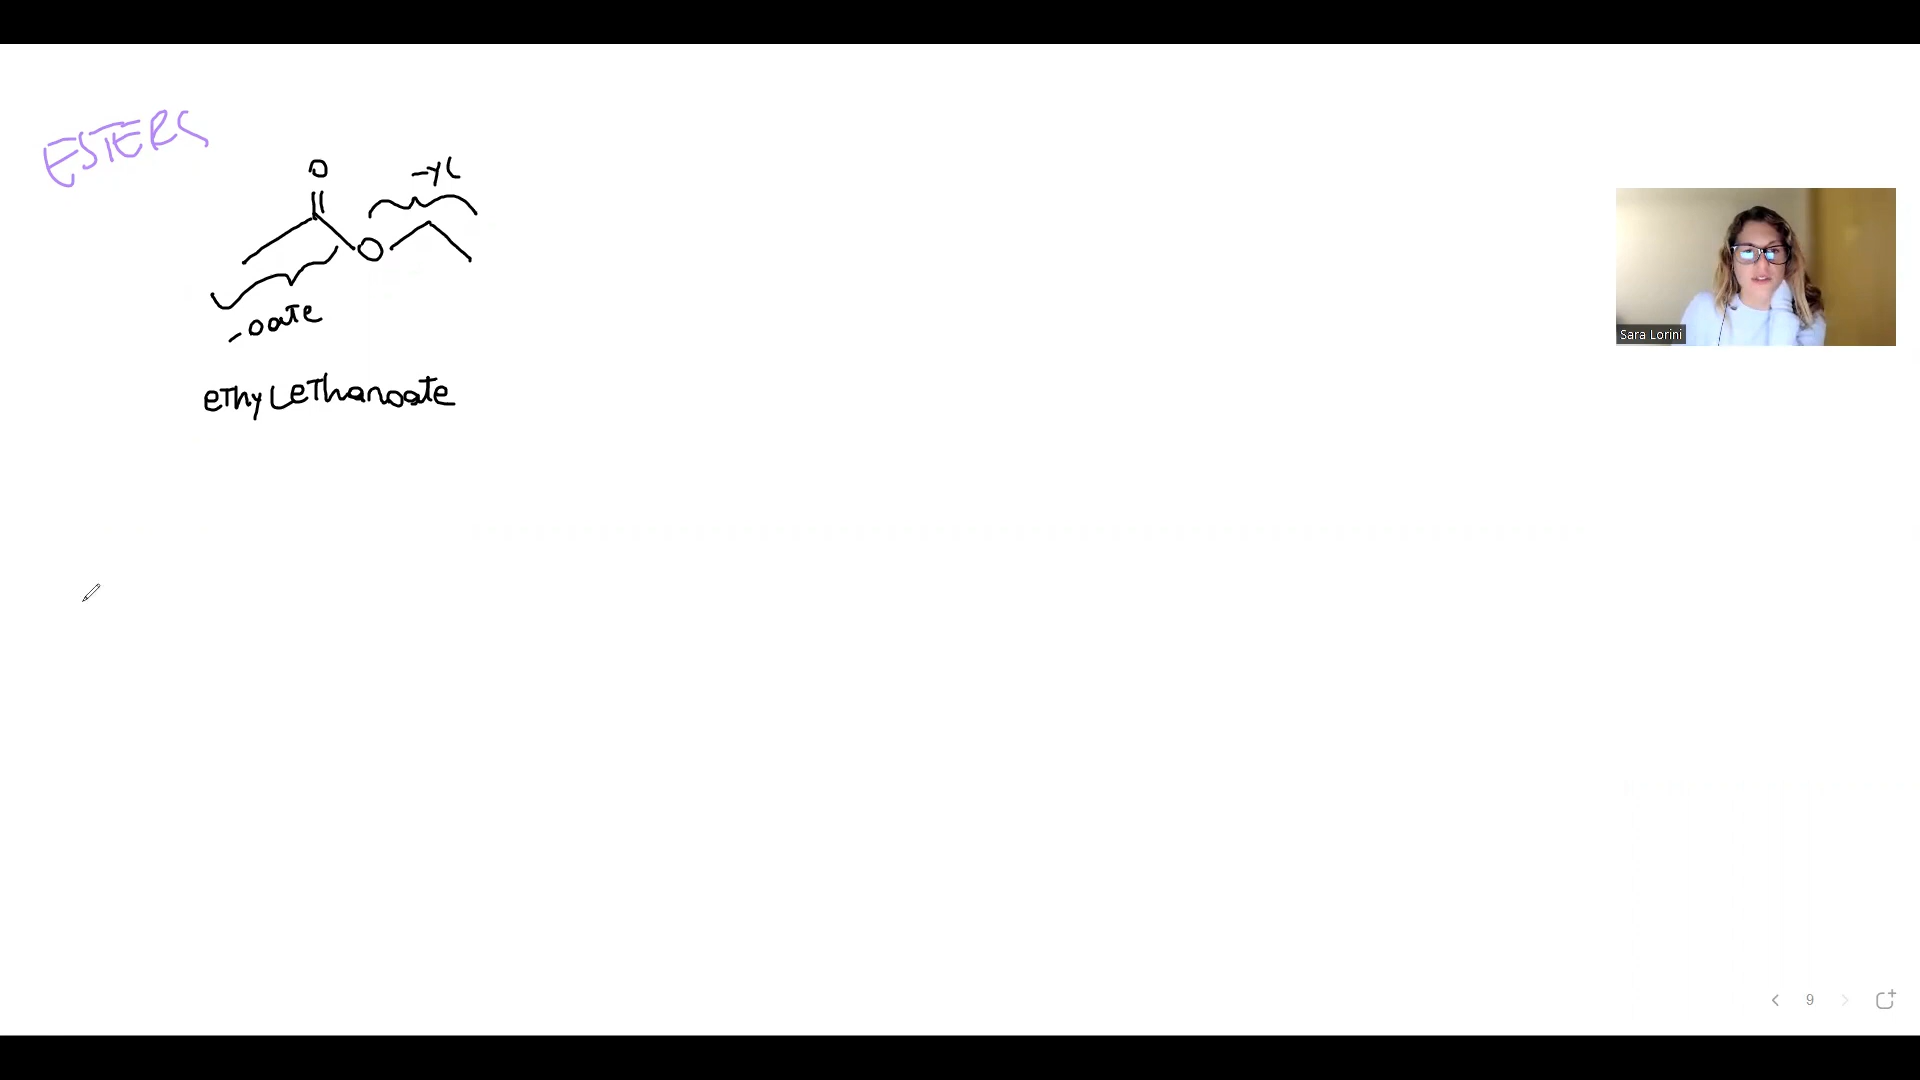 ESTERS
O
-yl
O
-oate
ethylethanoate
Sara Lorini
9